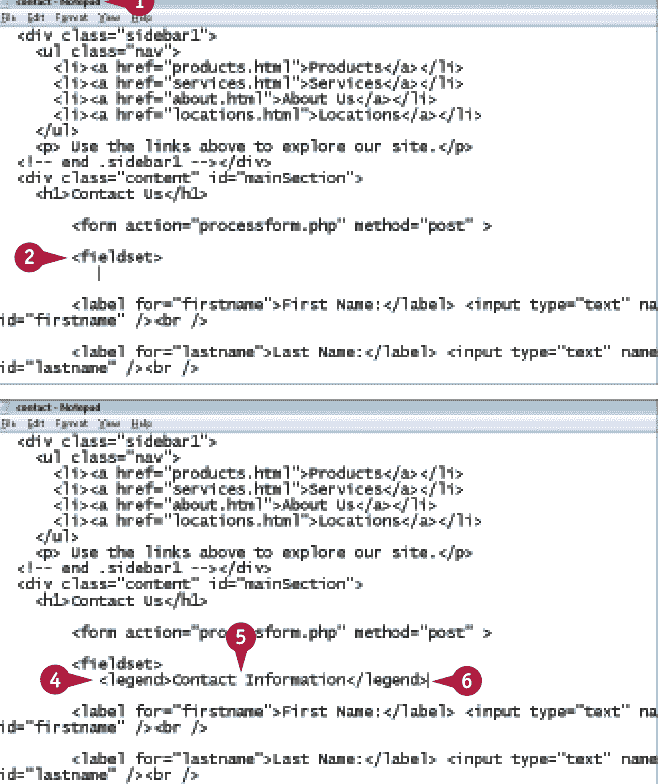 contact - Notepad
1
File Edit Format View Help
<div class="sidebar1">
<ul class="nav">
<li><a href="products.html">Products</a></li>
<li><a href="services.html">Services</a></li>
<li><a href="about.html">About Us</a></li>
<li><a href="locations.html">Locations</a></li>
</ul>
<p> Use the links above to explore our site.</p>
<!-- end .sidebar1 --></div>
<div class="content" id="mainSection">
<h1>Contact Us</h1>
<form action="processform.php" method="post" >
2 <fieldset>
<label for="firstname">First Name:</label> <input type="text" na
id="firstname" /><br />
<label for="lastname">Last Name:</label> <input type="text" name
id="lastname" /><br />
contact - Notepad
File Edit Format View Help
<div class="sidebar1">
<ul class="nav">
<li><a href="products.html">Products</a></li>
<li><a href="services.html">Services</a></li>
<li><a href="about.html">About Us</a></li>
<li><a href="locations.html">Locations</a></li>
</ul>
<p> Use the links above to explore our site.</p>
<!-- end .sidebar1 --></div>
<div class="content" id="mainSection">
<h1>Contact Us</h1>
<form action="pro sform.php" method="post" >
5
<fieldset>
4 <legend>Contact Information</legend> 6
<label for="firstname">First Name:</label> <input type="text" na
id="firstname" /><br />
<label for="lastname">Last Name:</label> <input type="text" name
id="lastname" /><br />